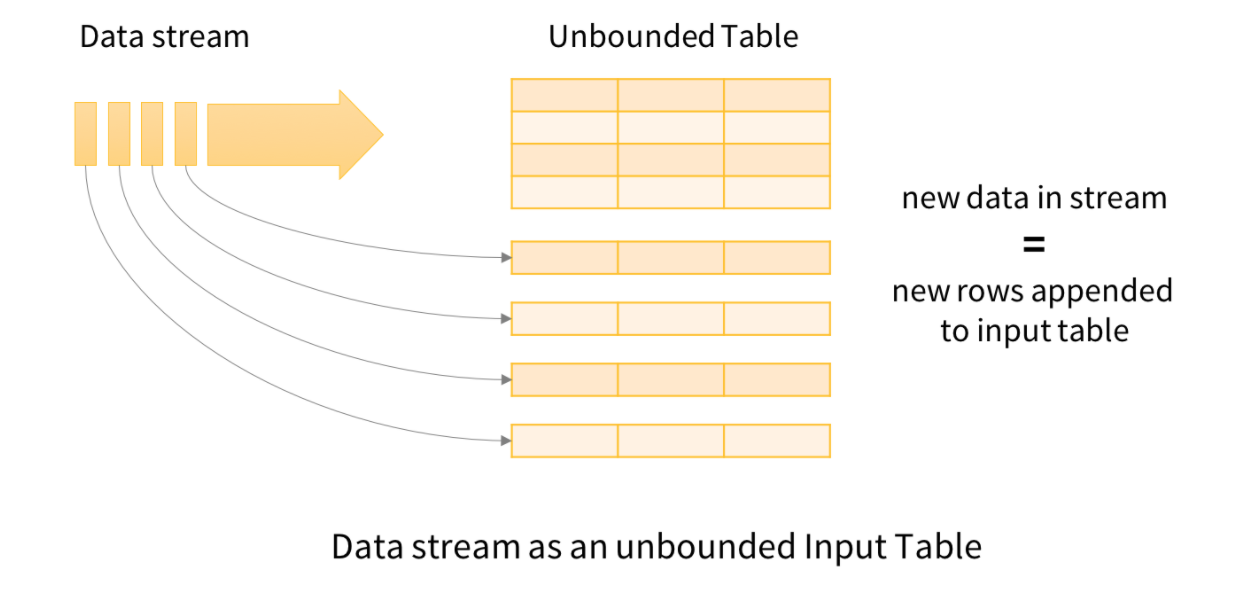 Data stream
Unbounded Table
new data in stream
=
new rows appended
to input table
Data stream as an unbounded Input Table